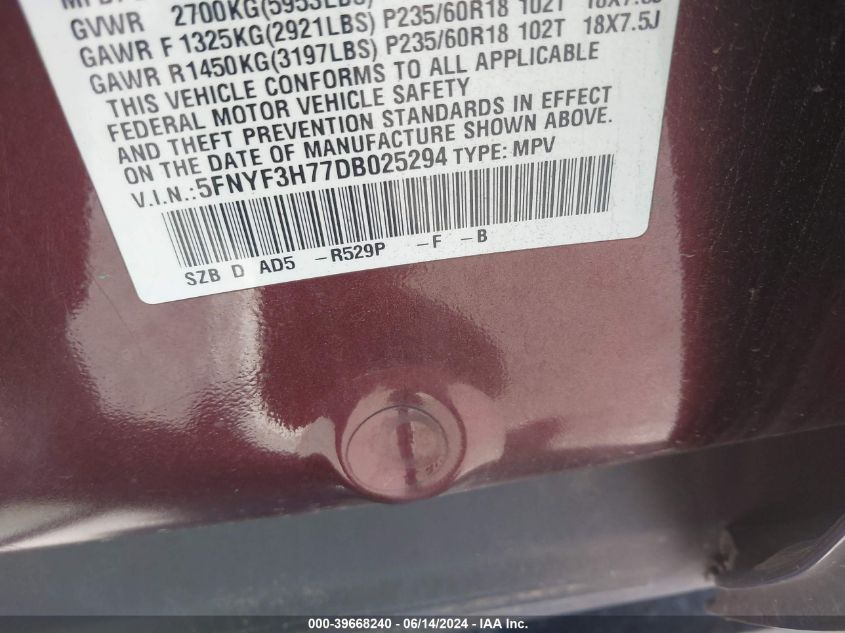 GVWR 2700KG(5953LBS)
GAWR F 1325KG(2921LBS) P235/60R18 102T 18X7.5J
GAWR R1450KG(3197LBS) P235/60R18 102T 18X7.5J
THIS VEHICLE CONFORMS TO ALL APPLICABLE
FEDERAL MOTOR VEHICLE SAFETY
AND THEFT PREVENTION STANDARDS IN EFFECT
ON THE DATE OF MANUFACTURE SHOWN ABOVE.
V.I.N.:5FNYF3H77DB025294 TYPE: MPV
SZB D AD5 -R529P -F -B
000-39668240 - 06/14/2024 - IAA Inc.